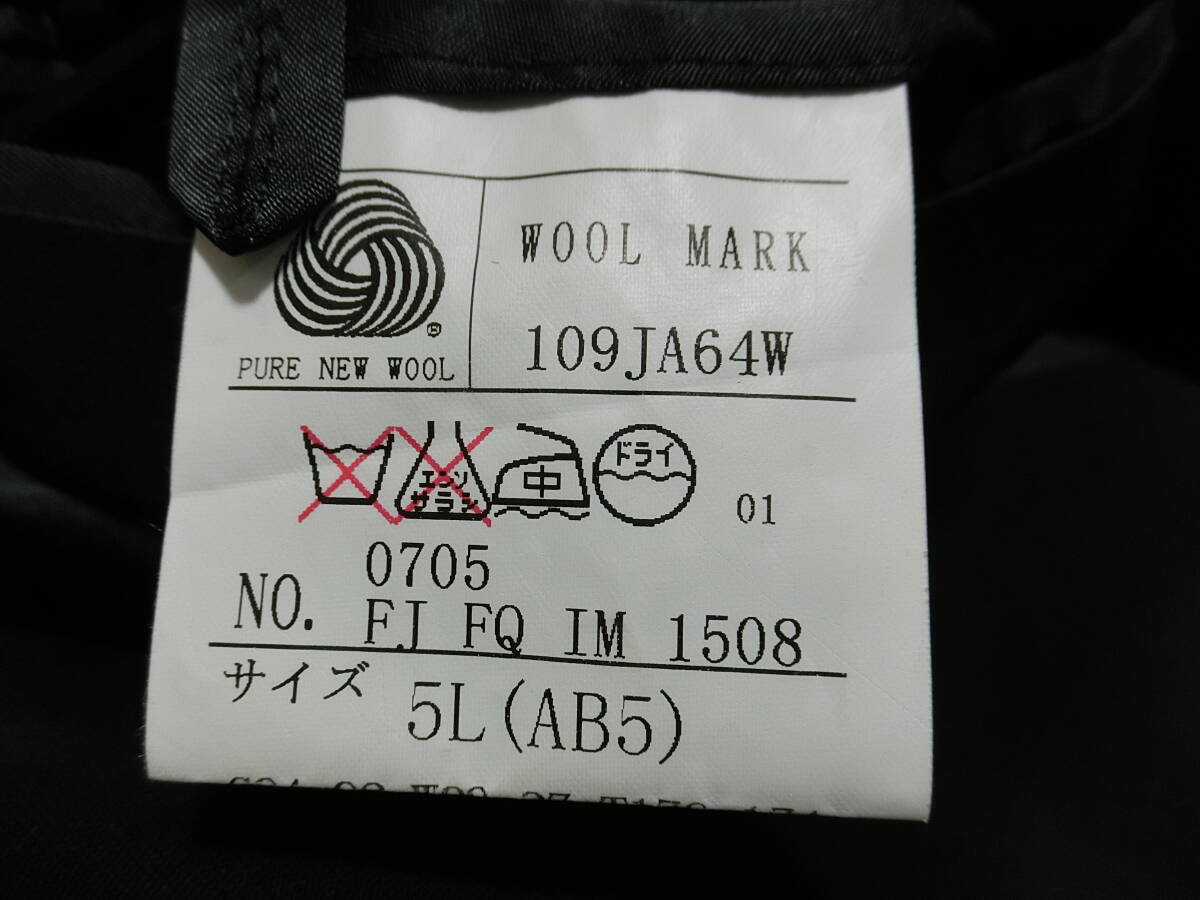 WOOL MARK
109JA64W
®
PURE NEW WOOL
エンソ
サラシ
中
ドライ
01
0705
NO. FJ FQ IM 1508
サイズ 5L(AB5)